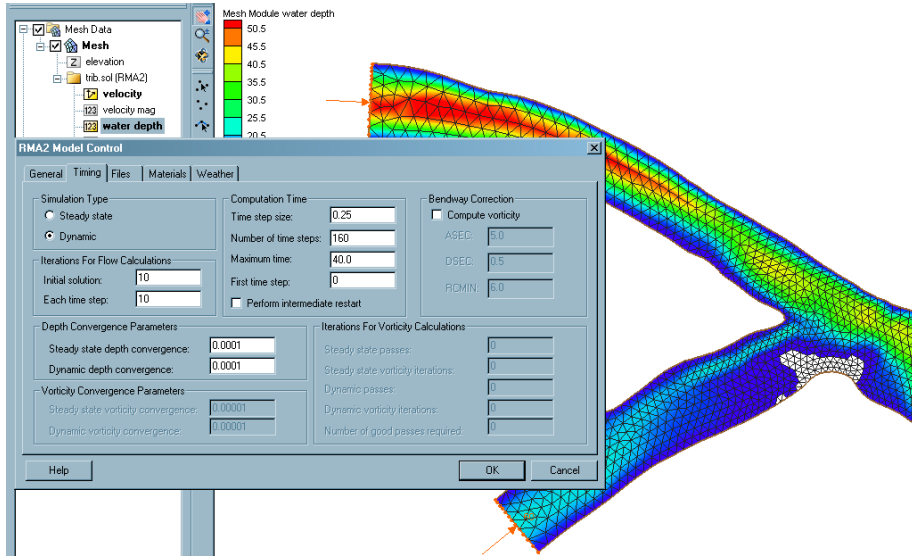 Mesh Data
Mesh
Z elevation
trib.sol (RMA2)
velocity
123 velocity mag
123 water depth
Mesh Module water depth
50.5
45.5
40.5
35.5
30.5
25.5
20.5
RMA2 Model Control
General Timing Files Materials Weather
Simulation Type
Steady state
Dynamic
Iterations For Flow Calculations
Initial solution: 10
Each time step: 10
Computation Time
Time step size: 0.25
Number of time steps: 160
Maximum time: 40.0
First time step: 0
Perform intermediate restart
Bendway Correction
Compute vorticity
ASEC: 5.0
DSEC: 0.5
RCMIN: 6.0
Depth Convergence Parameters
Steady state depth convergence: 0.0001
Dynamic depth convergence: 0.0001
Vorticity Convergence Parameters
Steady state vorticity convergence: 0.00001
Dynamic vorticity convergence: 0.00001
Iterations For Vorticity Calculations
Steady state passes: 0
Steady state vorticity iterations: 0
Dynamic passes: 0
Dynamic vorticity iterations: 0
Number of good passes required: 0
Help
OK
Cancel